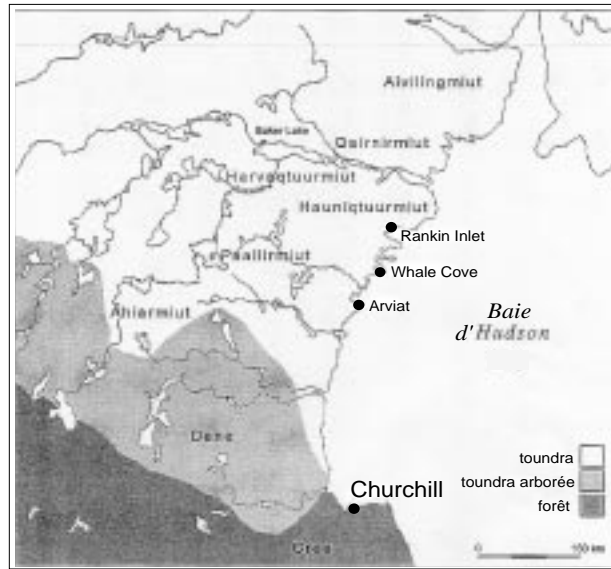 Aivilingmiut
Baker Lake
Qairnirmiut
Harvaqtuurmiut
Hauniqtuurmiut
Rankin Inlet
Paallirmiut
Whale Cove
Ahiarmiut
Arviat
Baie
d'Hudson
Dene
toundra
toundra arborée
Churchill
forêt
Cree
0 150 km